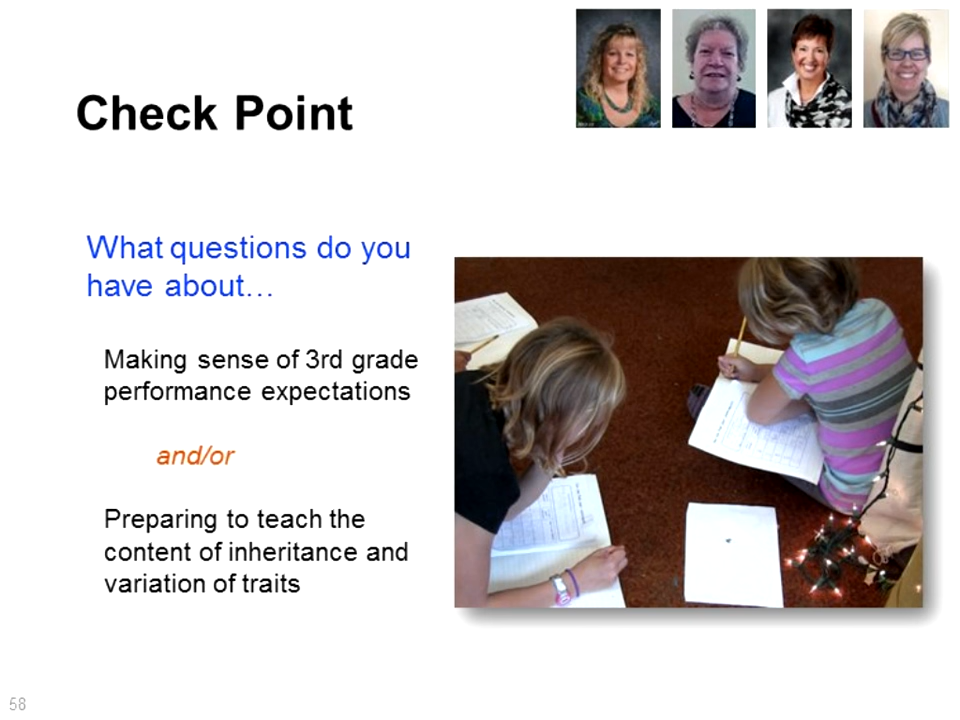 Check Point
What questions do you
have about…
Making sense of 3rd grade
performance expectations
and/or
Preparing to teach the
content of inheritance and
variation of traits
58